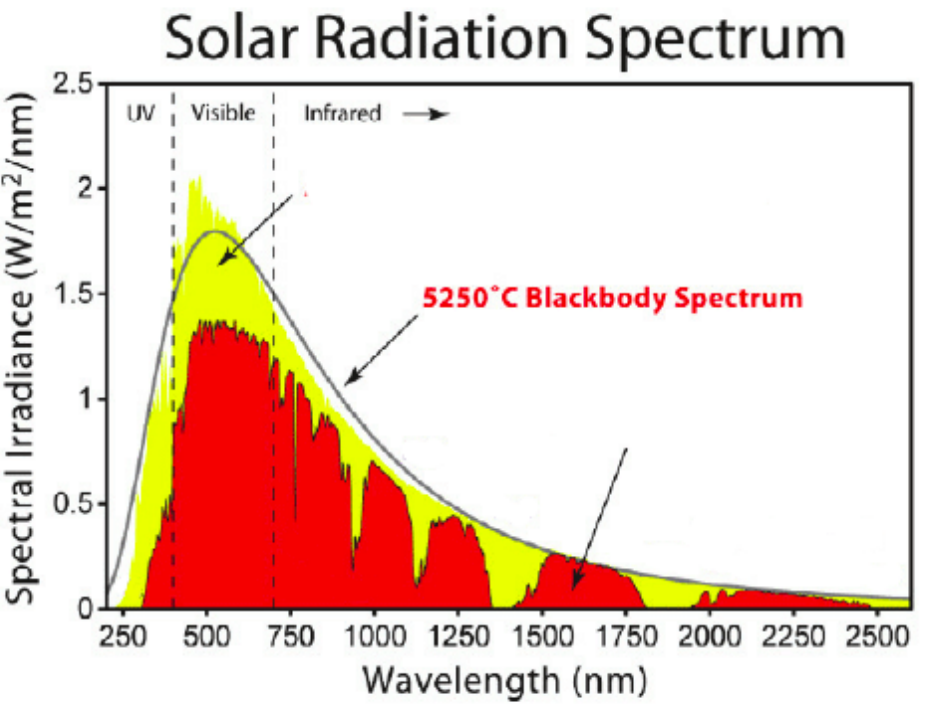 Solar Radiation Spectrum
UV Visible Infrared
5250°C Blackbody Spectrum
Spectral Irradiance (W/m²/nm)
2.5
2
1.5
1
0.5
0
250 500 750 1000 1250 1500 1750 2000 2250 2500
Wavelength (nm)